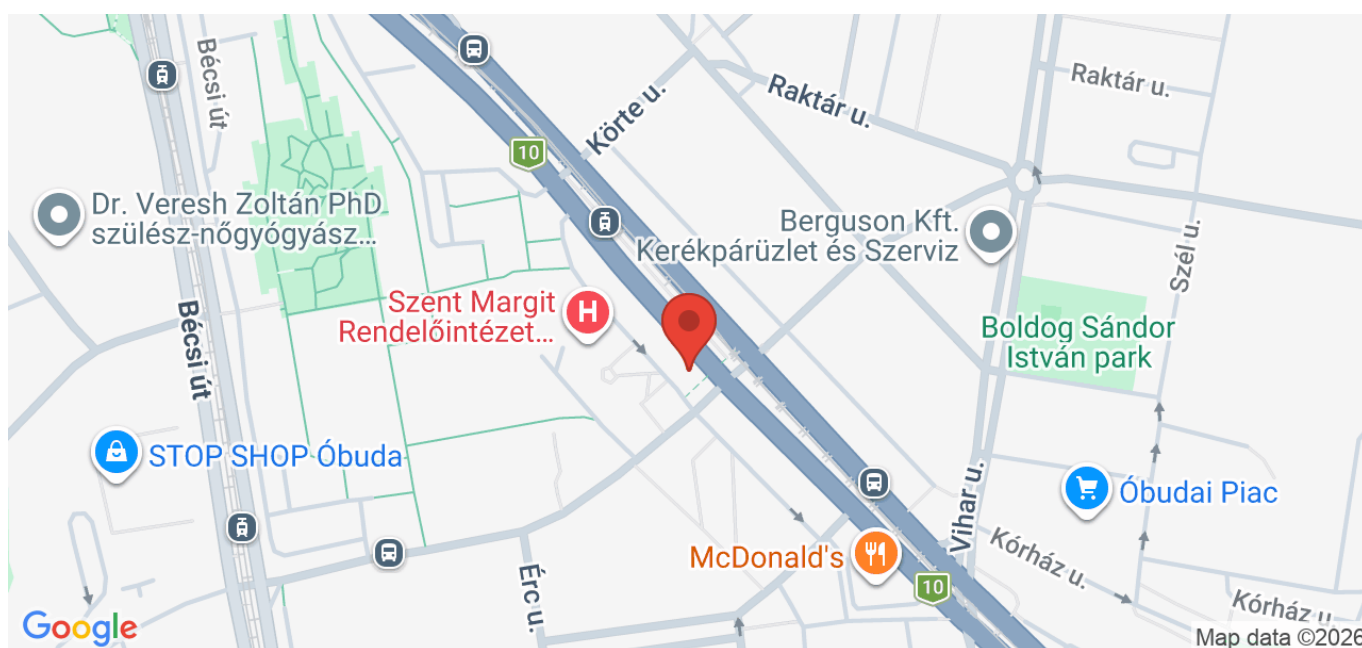 Bécsi út
Körte u.
Raktár u.
Raktár u.
10
Dr. Veresh Zoltán PhD
szülész-nőgyógyász...
Berguson Kft.
Kerékpárüzlet és Szerviz
Szél u.
Szent Margit
Rendelőintézet...
H
Bécsi út
Boldog Sándor
István park
STOP SHOP Óbuda
Óbudai Piac
Vihar u.
McDonald's
Kórház u.
Érc u.
10
Kórház u.
Google
Map data ©2026